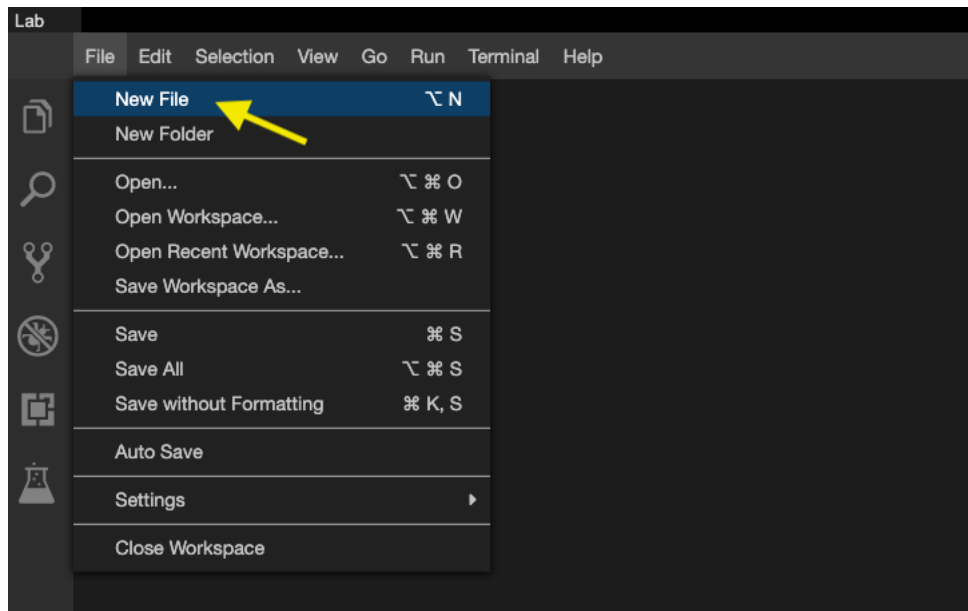 Lab
File Edit Selection View Go Run Terminal Help
New File ⌥ N
New Folder
Open... ⌥ ⌘ O
Open Workspace... ⌥ ⌘ W
Open Recent Workspace... ⌥ ⌘ R
Save Workspace As...
Save ⌘ S
Save All ⌥ ⌘ S
Save without Formatting ⌘ K, S
Auto Save
Settings
Close Workspace